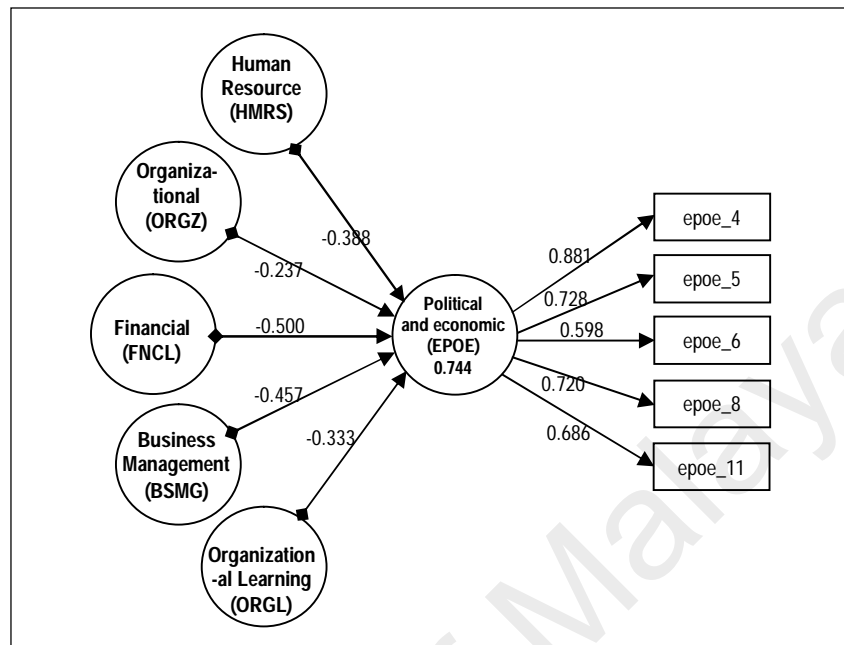 Human
Resource
(HMRS)
-0.388
Organiza-
tional
(ORGZ)
-0.237
Financial
(FNCL)
-0.500
Business
Management
(BSMG)
-0.457
Organization
-al Learning
(ORGL)
-0.333
Political
and economic
(EPOE)
0.744
0.881
epoe_4
0.728
epoe_5
0.598
epoe_6
0.720
epoe_8
0.686
epoe_11
of Malaya